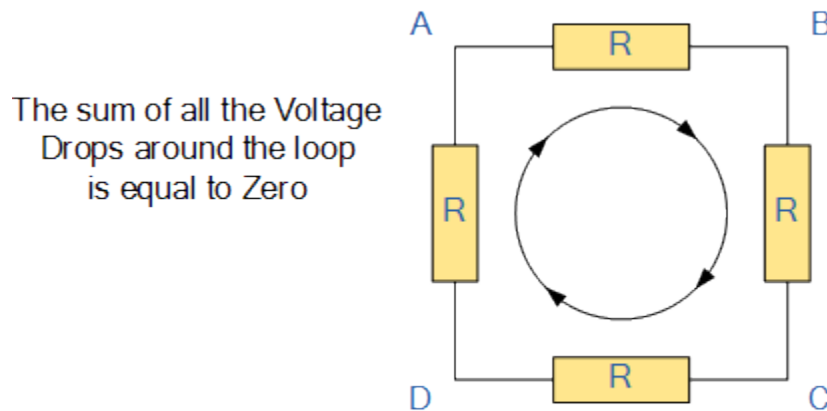 A
B
R
The sum of all the Voltage
Drops around the loop
is equal to Zero
R
R
R
D
C